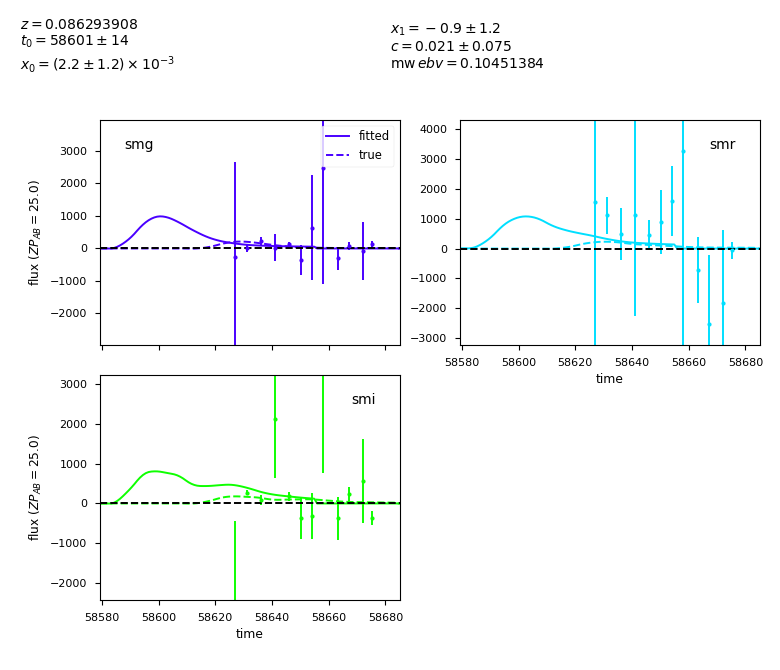 z = 0.086293908
t0 = 58601 ± 14
x0 = (2.2 ± 1.2) × 10^−3
x1 = −0.9 ± 1.2
c = 0.021 ± 0.075
mw ebv = 0.10451384
smg
fitted
true
3000
2000
1000
0
−1000
−2000
flux (ZP_AB = 25.0)
smr
4000
3000
2000
1000
0
−1000
−2000
−3000
58580 58600 58620 58640 58660 58680
time
smi
3000
2000
1000
0
−1000
−2000
flux (ZP_AB = 25.0)
58580 58600 58620 58640 58660 58680
time